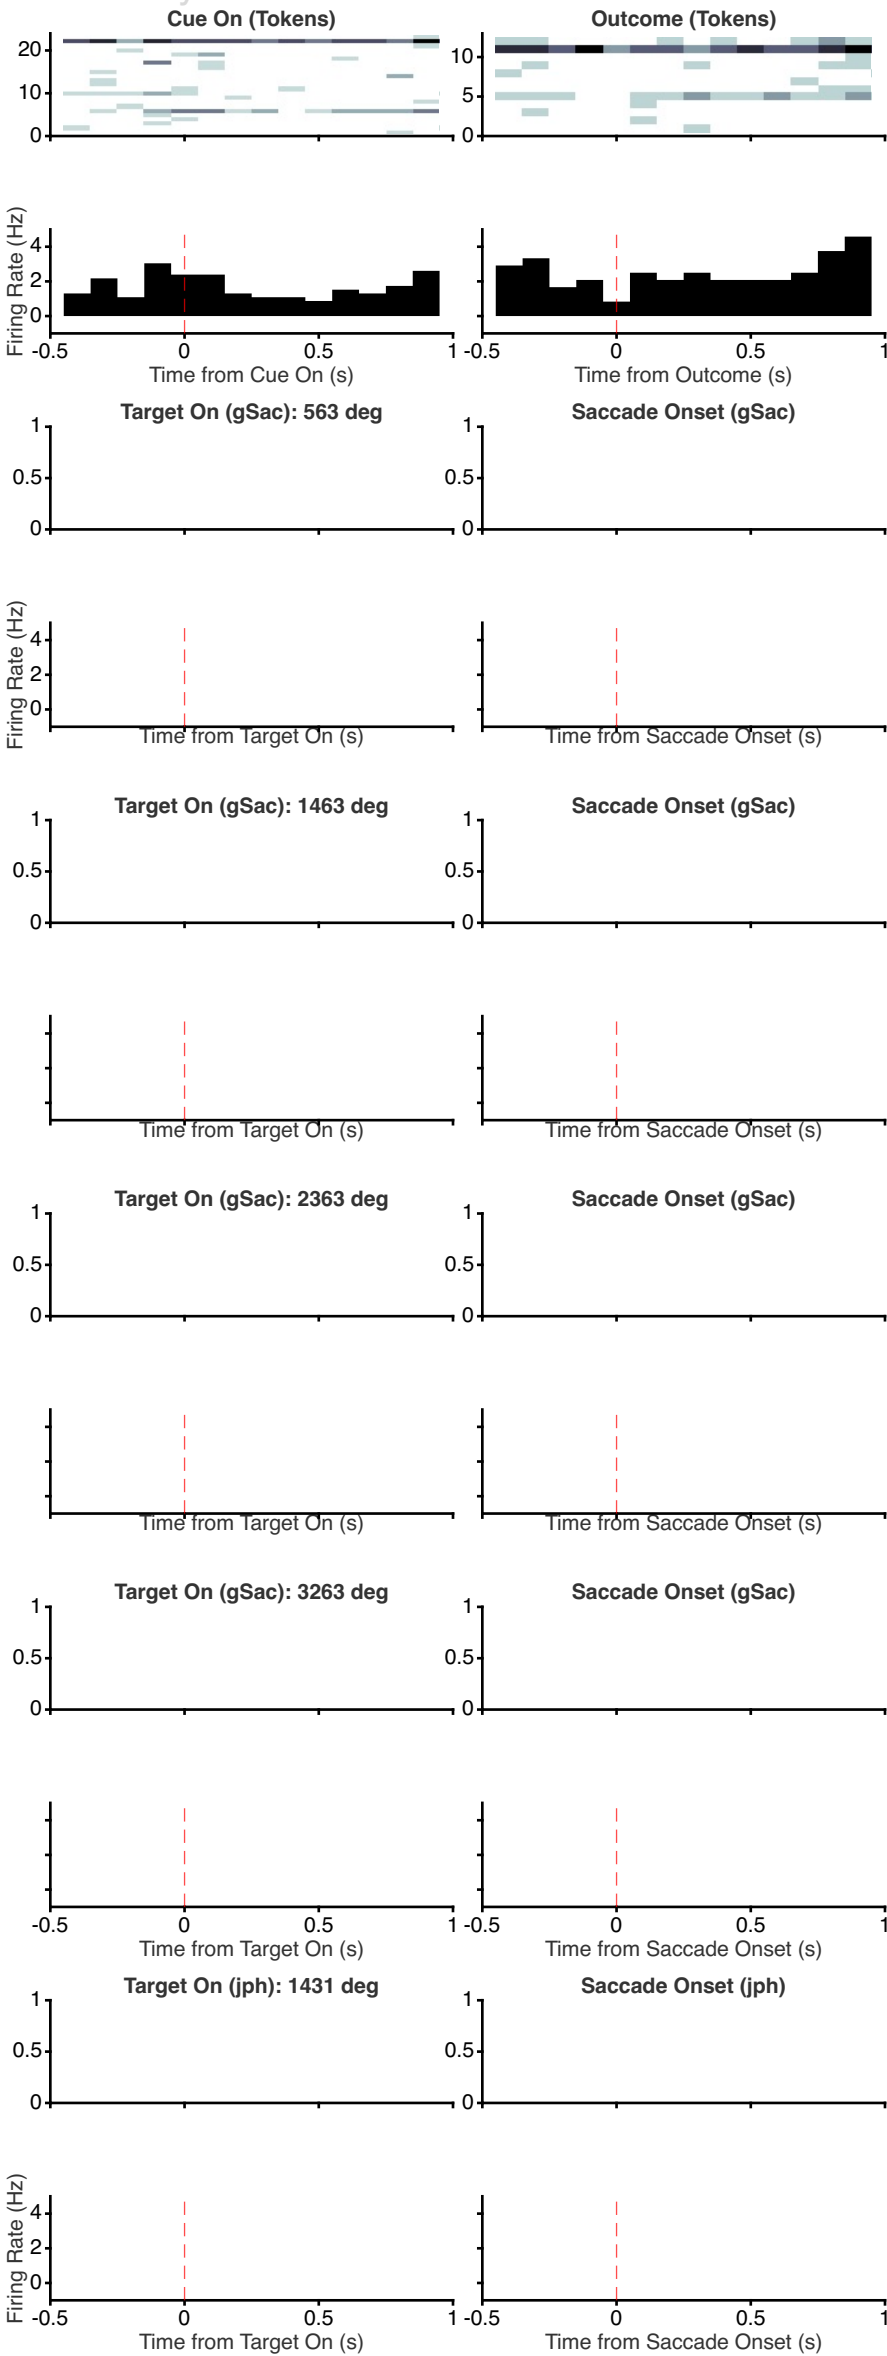 Cue On (Tokens) Outcome (Tokens)
20 10
10 5
0 0
Firing Rate (Hz)
4
2
0
-0.5 0 0.5 1 -0.5 0 0.5 1
Time from Cue On (s) Time from Outcome (s)
Target On (gSac): 563 deg Saccade Onset (gSac)
1 1
0.5 0.5
0 0
Firing Rate (Hz)
4
2
0
Time from Target On (s) Time from Saccade Onset (s)
Target On (gSac): 1463 deg Saccade Onset (gSac)
1 1
0.5 0.5
0 0
Time from Target On (s) Time from Saccade Onset (s)
Target On (gSac): 2363 deg Saccade Onset (gSac)
1 1
0.5 0.5
0 0
Time from Target On (s) Time from Saccade Onset (s)
Target On (gSac): 3263 deg Saccade Onset (gSac)
1 1
0.5 0.5
0 0
-0.5 0 0.5 1 -0.5 0 0.5 1
Time from Target On (s) Time from Saccade Onset (s)
Target On (jph): 1431 deg Saccade Onset (jph)
1 1
0.5 0.5
0 0
Firing Rate (Hz)
4
2
0
-0.5 0 0.5 1 -0.5 0 0.5 1
Time from Target On (s) Time from Saccade Onset (s)